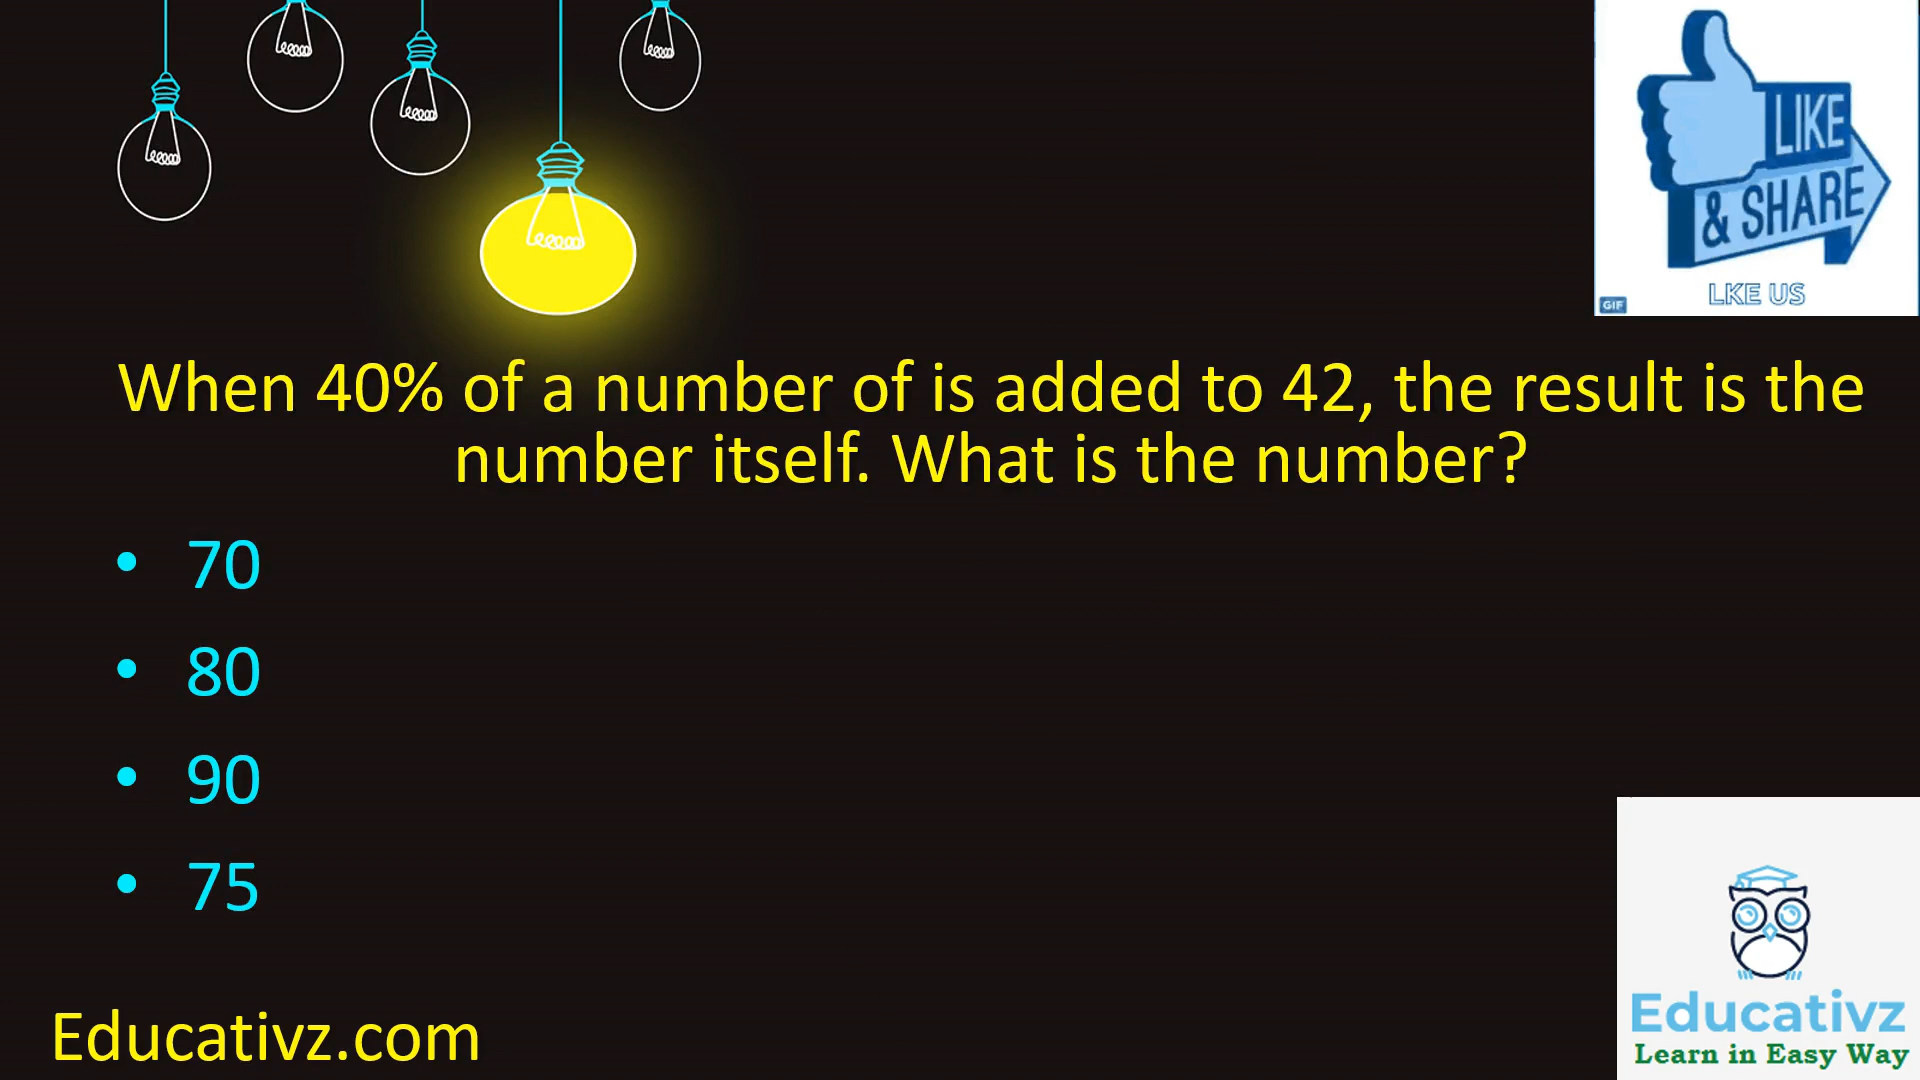 LIKE
& SHARE
LKE US
GIF
When 40% of a number of is added to 42, the result is the
number itself. What is the number?
• 70
• 80
• 90
• 75
Educativz.com
Educativz
Learn in Easy Way